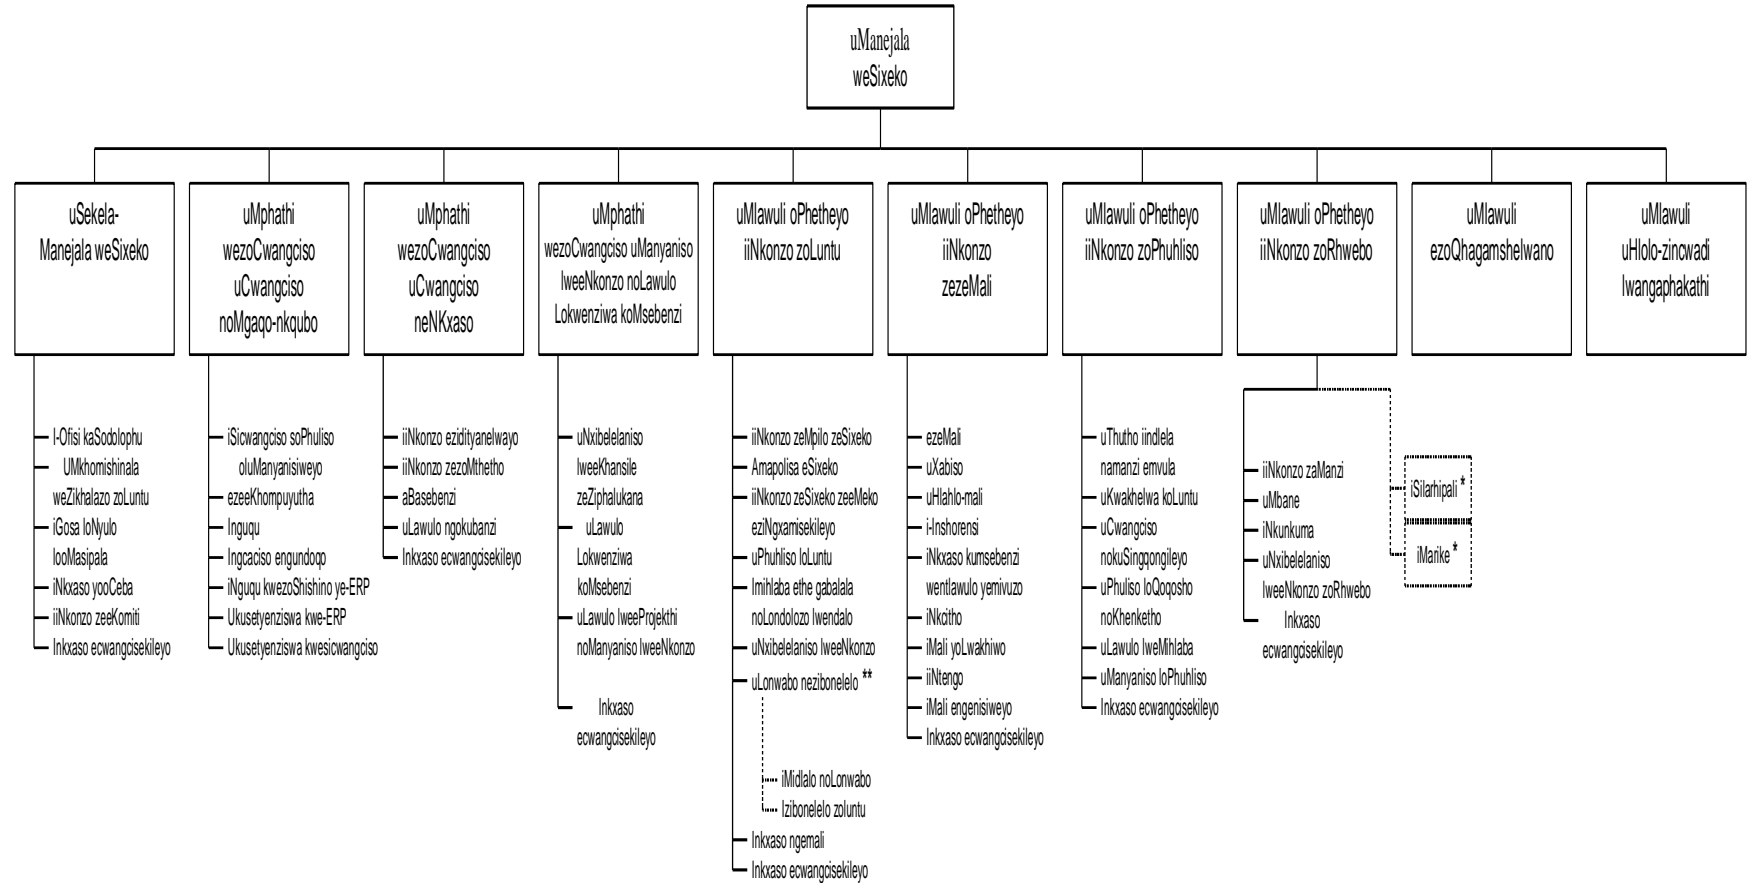 uManejala
weSixeko
uSekela-
Manejala weSixeko
uMphathi
wezoCwangciso
uCwangciso
noMgaqo-nkqubo
uMphathi
wezoCwangciso
uCwangciso
neNKxaso
uMphathi
wezoCwangciso uManyaniso
lweeNkonzo noLawulo
Lokwenziwa koMsebenzi
uMlawuli oPhetheyo
iiNkonzo zoLuntu
uMlawuli oPhetheyo
iiNkonzo
zezeMali
uMlawuli oPhetheyo
iiNkonzo zoPhuhliso
uMlawuli oPhetheyo
iiNkonzo zoRhwebo
uMlawuli
ezoQhagamshelwano
uMlawuli
uHlolo-zincwadi
lwangaphakathi
I-Ofisi kaSodolophu
UMkhomishinala
weZikhalazo zoLuntu
iGosa loNyulo
looMasipala
iNkxaso yooCeba
iiNkonzo zeeKomiti
Inkxaso ecwangcisekileyo
iSicwangciso soPhuliso
oluManyanisiweyo
ezeeKhompuyutha
Inguqu
Ingcaciso engundoqo
iNguqu kwezoShishino ye-ERP
Ukusetyenziswa kwe-ERP
Ukusetyenziswa kwesicwangciso
iiNkonzo ezidityanelwayo
iiNkonzo zezoMthetho
aBasebenzi
uLawulo ngokubanzi
Inkxaso ecwangcisekileyo
uNxibelelaniso
lweeKhansile
zeZiphalukana
uLawulo
Lokwenziwa
koMsebenzi
uLawulo lweeProjekthi
noManyaniso lweeNkonzo
Inkxaso
ecwangcisekileyo
iiNkonzo zeMpilo zeSixeko
Amapolisa eSixeko
iiNkonzo zeSixeko zeeMeko
eziNgxamisekileyo
uPhuhliso loLuntu
Imihlaba ethe gabalala
noLondolozo lwendalo
uNxibelelaniso lweeNkonzo
uLonwabo nezibonelelo **
iMidlalo noLonwabo
Izibonelelo zoluntu
Inkxaso ngemali
Inkxaso ecwangcisekileyo
ezeMali
uXabiso
uHlahlo-mali
i-Inshorensi
iNkxaso kumsebenzi
wentlawulo yemivuzo
iNkcitho
iMali yoLwakhiwo
iiNtengo
iMali engenisiweyo
Inkxaso ecwangcisekileyo
uThutho iindlela
namanzi emvula
uKwakhelwa koLuntu
uCwangciso
nokuSingqongileyo
uPhuliso loQoqosho
noKhenketho
uLawulo lweMihlaba
uManyaniso loPhuhliso
Inkxaso ecwangcisekileyo
iiNkonzo zaManzi
uMbane
iNkunkuma
uNxibelelaniso
lweeNkonzo zoRhwebo
Inkxaso
ecwangcisekileyo
iSilarhipali *
iMarike *